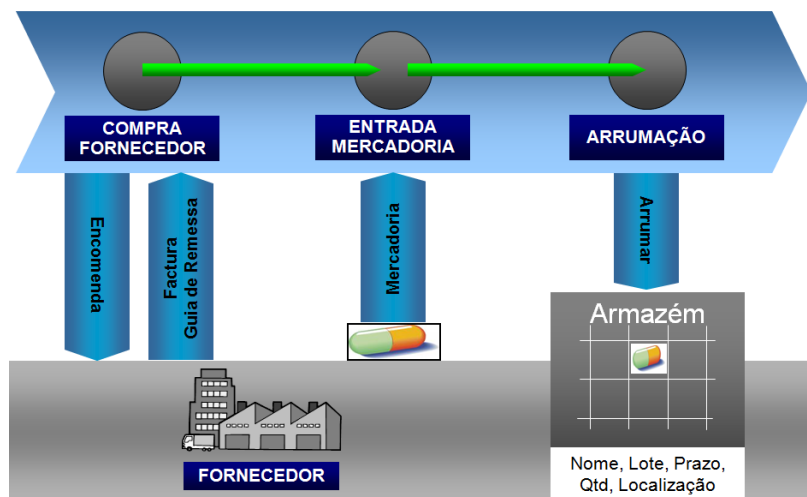 COMPRA
FORNECEDOR
ENTRADA
MERCADORIA
ARRUMAÇÃO
Encomenda
Factura
Guia de Remessa
Mercadoria
Arrumar
Armazém
FORNECEDOR
Nome, Lote, Prazo,
Qtd, Localização